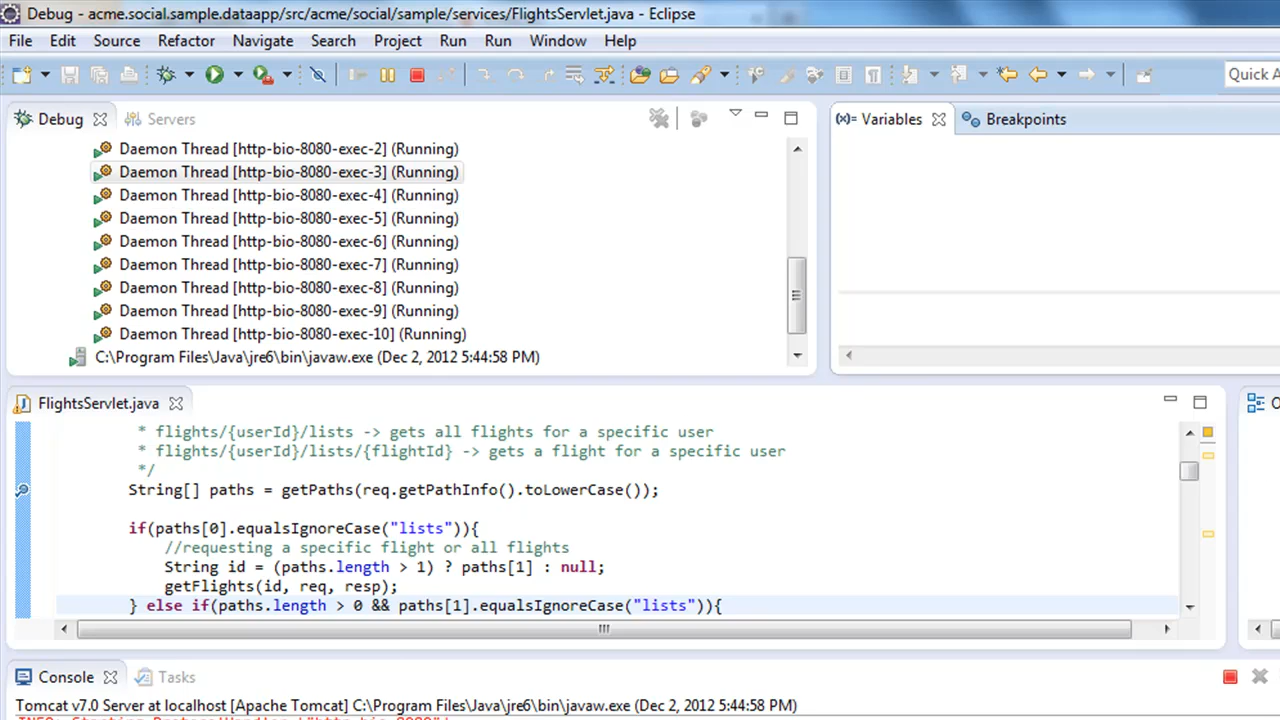 Debug - acme.social.sample.dataapp/src/acme/social/sample/services/FlightsServlet.java - Eclipse
File Edit Source Refactor Navigate Search Project Run Run Window Help
Quick A
Debug Servers
Daemon Thread [http-bio-8080-exec-2] (Running)
Daemon Thread [http-bio-8080-exec-3] (Running)
Daemon Thread [http-bio-8080-exec-4] (Running)
Daemon Thread [http-bio-8080-exec-5] (Running)
Daemon Thread [http-bio-8080-exec-6] (Running)
Daemon Thread [http-bio-8080-exec-7] (Running)
Daemon Thread [http-bio-8080-exec-8] (Running)
Daemon Thread [http-bio-8080-exec-9] (Running)
Daemon Thread [http-bio-8080-exec-10] (Running)
C:\Program Files\Java\jre6\bin\javaw.exe (Dec 2, 2012 5:44:58 PM)
(x)= Variables Breakpoints
FlightsServlet.java
* flights/{userId}/lists -> gets all flights for a specific user
* flights/{userId}/lists/{flightId} -> gets a flight for a specific user
*/
String[] paths = getPaths(req.getPathInfo().toLowerCase());
if(paths[0].equalsIgnoreCase("lists")){
//requesting a specific flight or all flights
String id = (paths.length > 1) ? paths[1] : null;
getFlights(id, req, resp);
} else if(paths.length > 0 && paths[1].equalsIgnoreCase("lists")){
O
Console Tasks
Tomcat v7.0 Server at localhost [Apache Tomcat] C:\Program Files\Java\jre6\bin\javaw.exe (Dec 2, 2012 5:44:58 PM)
INFO: Starting ProtocolHandler ["http-bio-8080"]